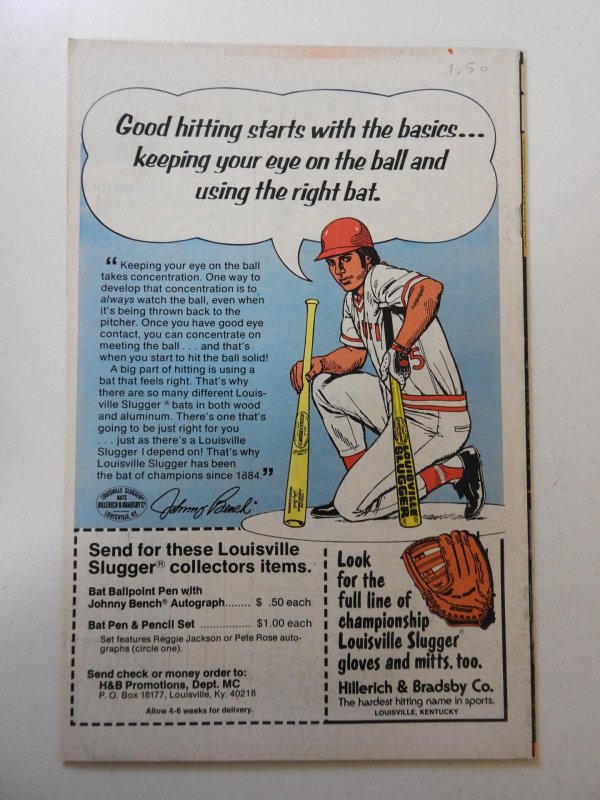 1.50
Good hitting starts with the basics...
keeping your eye on the ball and
using the right bat.
“ Keeping your eye on the ball
takes concentration. One way to
develop that concentration is to
always watch the ball, even when
it's being thrown back to the
pitcher. Once you have good eye
contact, you can concentrate on
meeting the ball . . . and that's
when you start to hit the ball solid!
A big part of hitting is using a
bat that feels right. That's why
there are so many different Louis-
ville Slugger ® bats in both wood
and aluminum. There's one that's
going to be just right for you
. . . just as there's a Louisville
Slugger I depend on! That's why
Louisville Slugger has been
the bat of champions since 1884.”
LOUISVILLE SLUGGER
BATS
HILLERICH & BRADSBY Co
LOUISVILLE, KY.
Johnny Bench
5
LOUISVILLE
SLUGGER
Send for these Louisville
Slugger® collectors items.
Bat Ballpoint Pen with
Johnny Bench® Autograph........ $ .50 each
Bat Pen & Pencil Set ................ $1.00 each
Set features Reggie Jackson or Pete Rose auto-
graphs (circle one).
Send check or money order to:
H&B Promotions, Dept. MC
P. O. Box 18177, Louisville, Ky. 40218
Allow 4-6 weeks for delivery.
Look
for the
full line of
championship
Louisville Slugger®
gloves and mitts, too.
Hillerich & Bradsby Co.
The hardest hitting name in sports.
LOUISVILLE, KENTUCKY